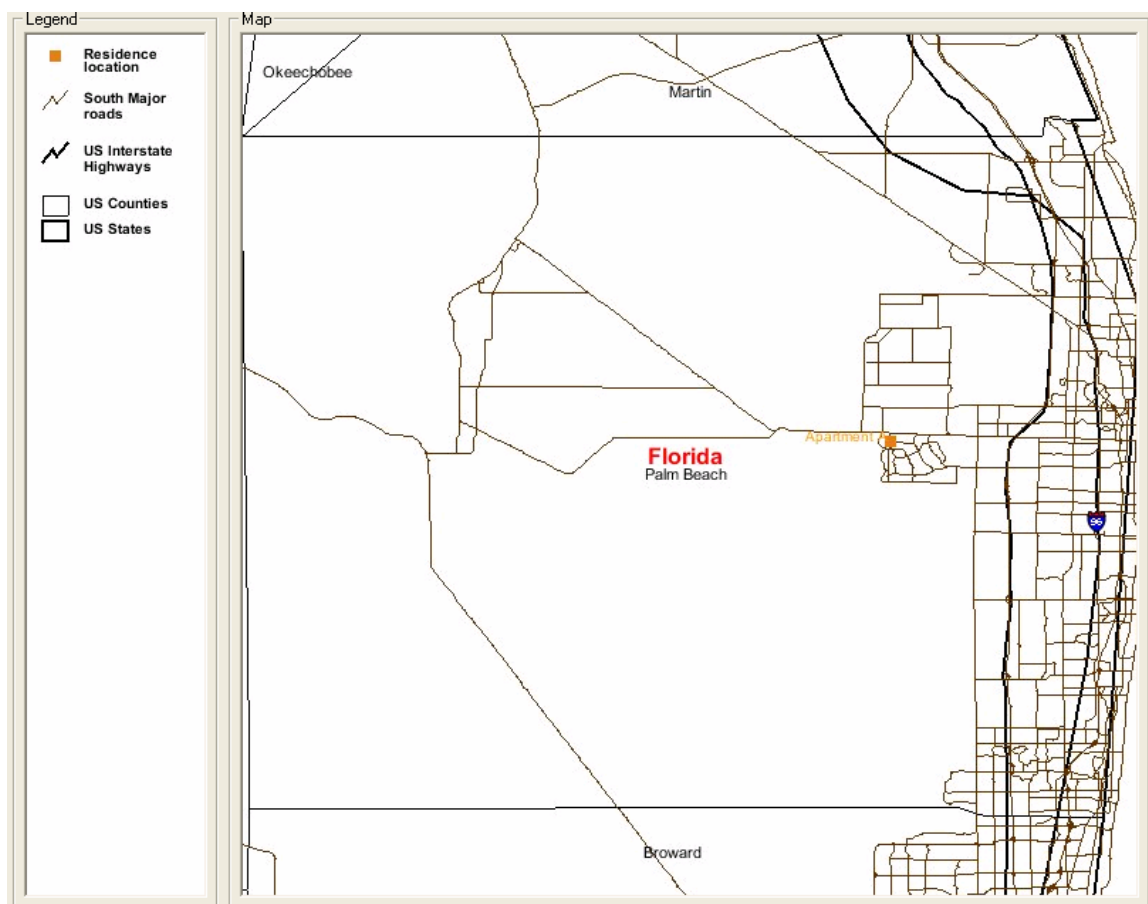 Legend
Residence
location
South Major
roads
US Interstate
Highways
US Counties
US States
Map
Okeechobee
Martin
Apartment
Florida
Palm Beach
96
Broward